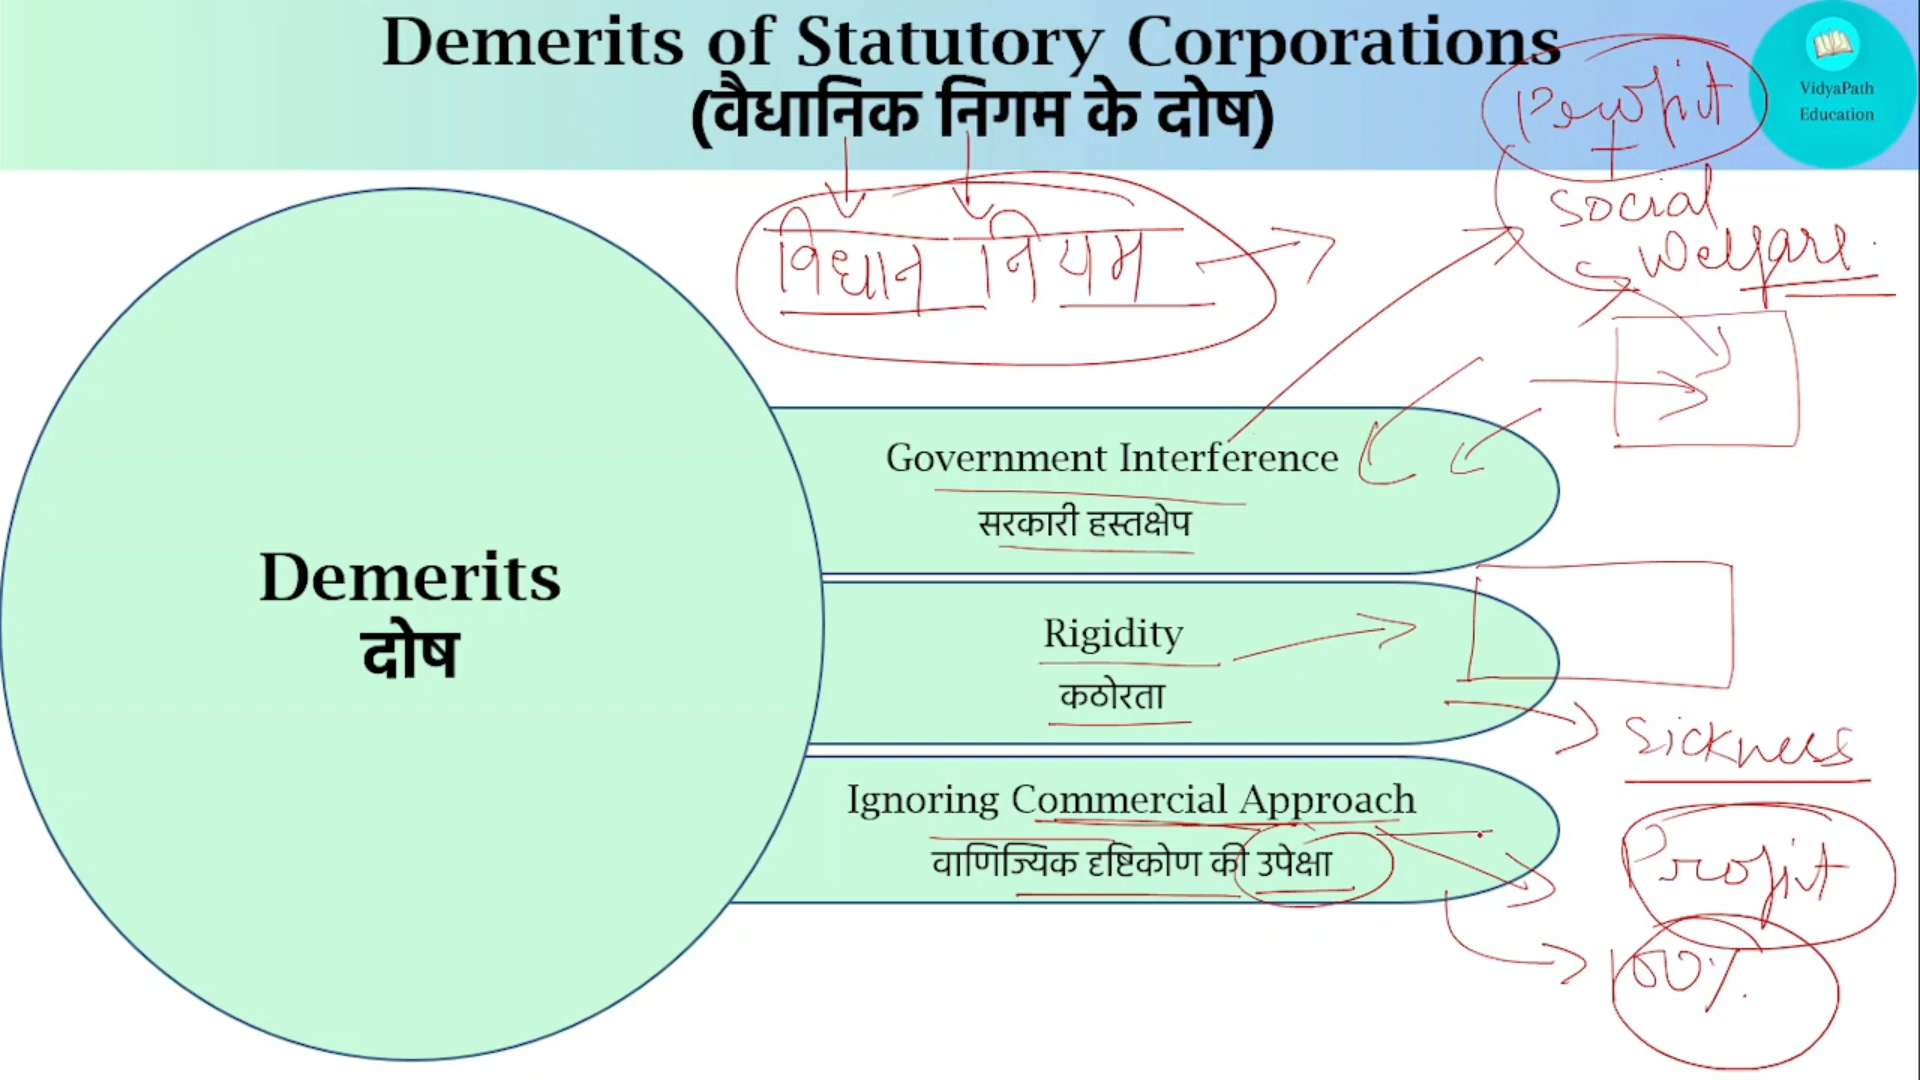 Demerits of Statutory Corporations
(वैधानिक निगम के दोष)
VidyaPath
Education
Profit
+
Social
Welfare.
विधान नियम
Demerits
दोष
Government Interference
सरकारी हस्तक्षेप
Rigidity
कठोरता
Sickness
Ignoring Commercial Approach
वाणिज्यिक दृष्टिकोण की उपेक्षा
Profit
100%.